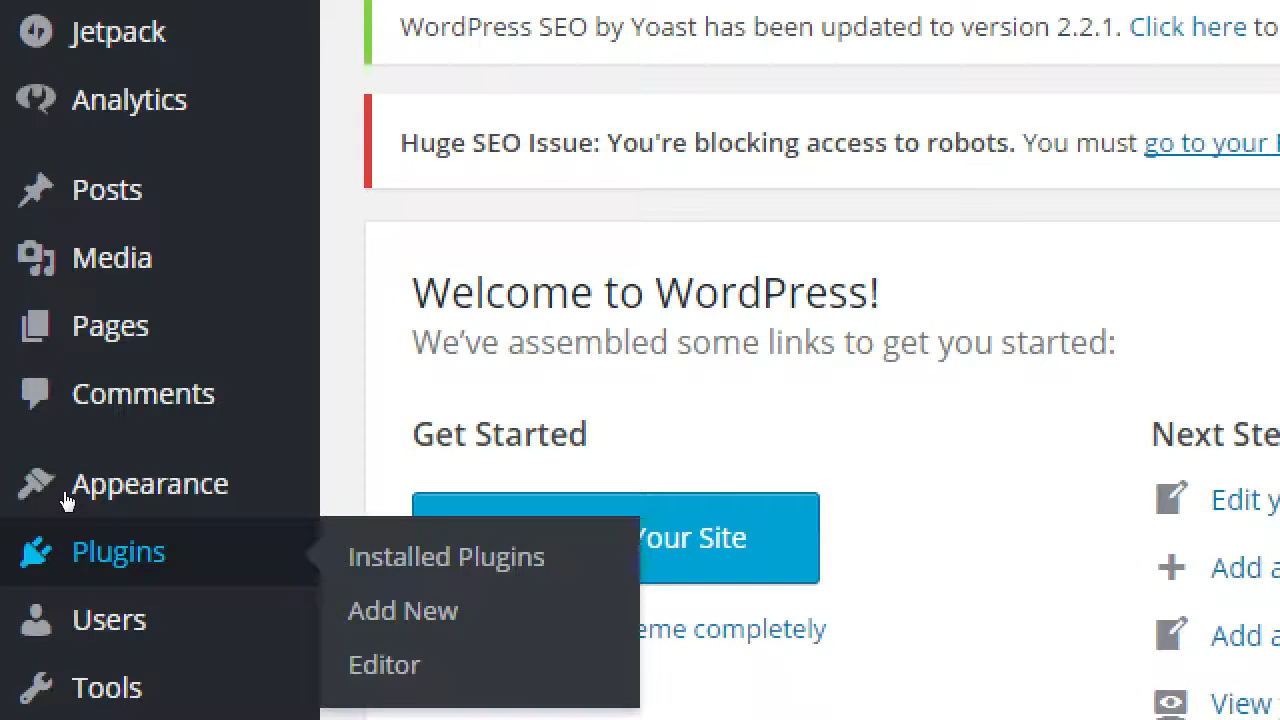 Jetpack
Analytics
Posts
Media
Pages
Comments
Appearance
Plugins
Users
Tools
Installed Plugins
Add New
Editor
WordPress SEO by Yoast has been updated to version 2.2.1. Click here to
Huge SEO Issue: You're blocking access to robots. You must go to your
Welcome to WordPress!
We've assembled some links to get you started:
Get Started
Your Site
completely
Next
Edit
Add a
Add a
View